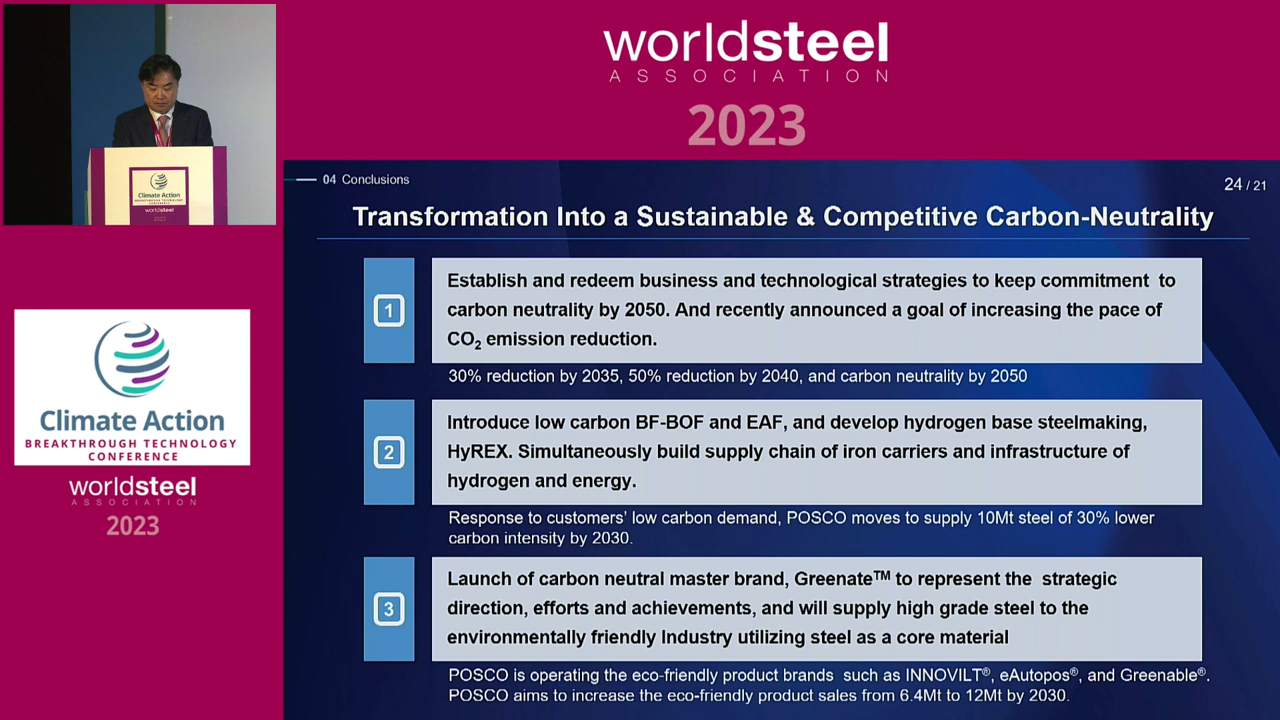 worldsteel
ASSOCIATION
2023
04 Conclusions
24 / 21
Transformation Into a Sustainable & Competitive Carbon-Neutrality
1
Establish and redeem business and technological strategies to keep commitment to
carbon neutrality by 2050. And recently announced a goal of increasing the pace of
CO2 emission reduction.
30% reduction by 2035, 50% reduction by 2040, and carbon neutrality by 2050
2
Introduce low carbon BF-BOF and EAF, and develop hydrogen base steelmaking,
HyREX. Simultaneously build supply chain of iron carriers and infrastructure of
hydrogen and energy.
Response to customers’ low carbon demand, POSCO moves to supply 10Mt steel of 30% lower
carbon intensity by 2030.
3
Launch of carbon neutral master brand, Greenate™ to represent the strategic
direction, efforts and achievements, and will supply high grade steel to the
environmentally friendly Industry utilizing steel as a core material
POSCO is operating the eco-friendly product brands such as INNOVILT®, eAutopos®, and Greenable®.
POSCO aims to increase the eco-friendly product sales from 6.4Mt to 12Mt by 2030.
Climate Action
BREAKTHROUGH TECHNOLOGY
CONFERENCE
worldsteel
2023
Climate Action
BREAKTHROUGH TECHNOLOGY
CONFERENCE
worldsteel
ASSOCIATION
2023